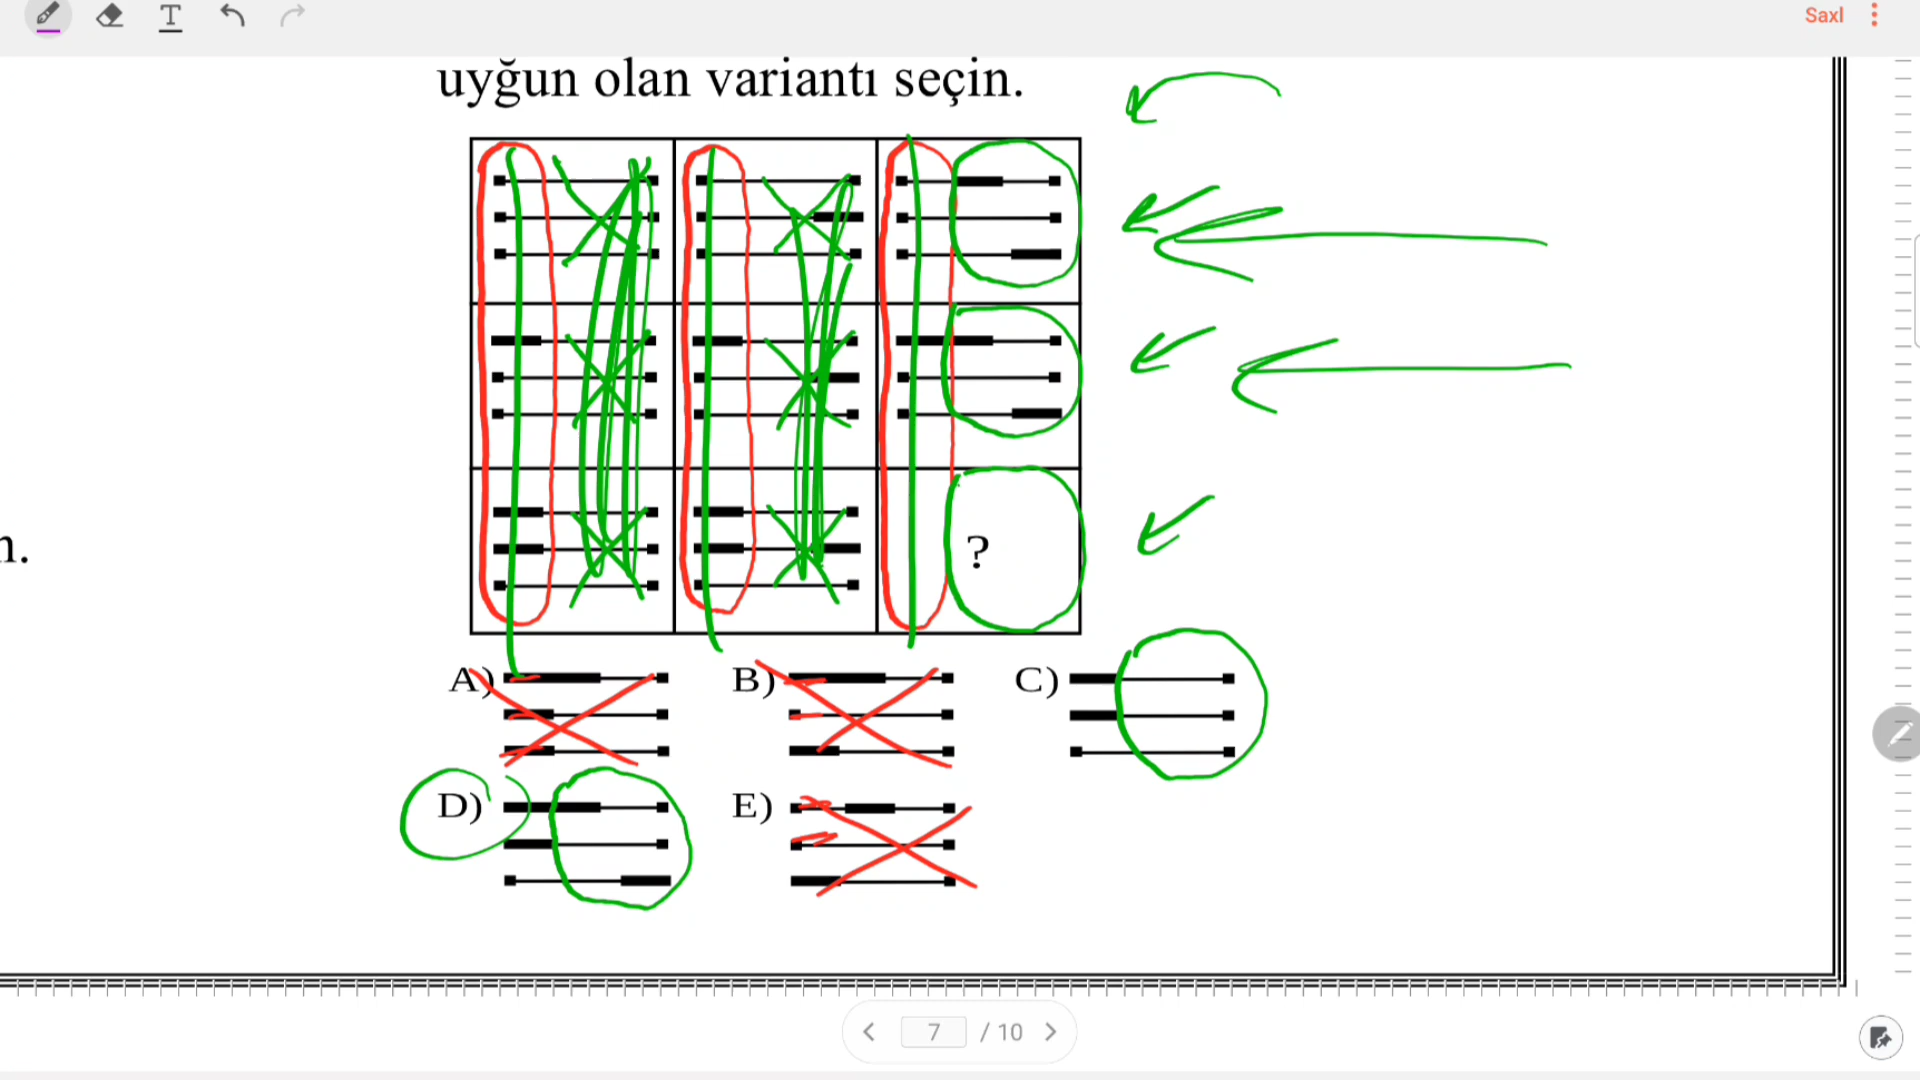 T
Saxl
uyğun olan variantı seçin.
n.
?
A) B) C)
D) E)
7 / 10